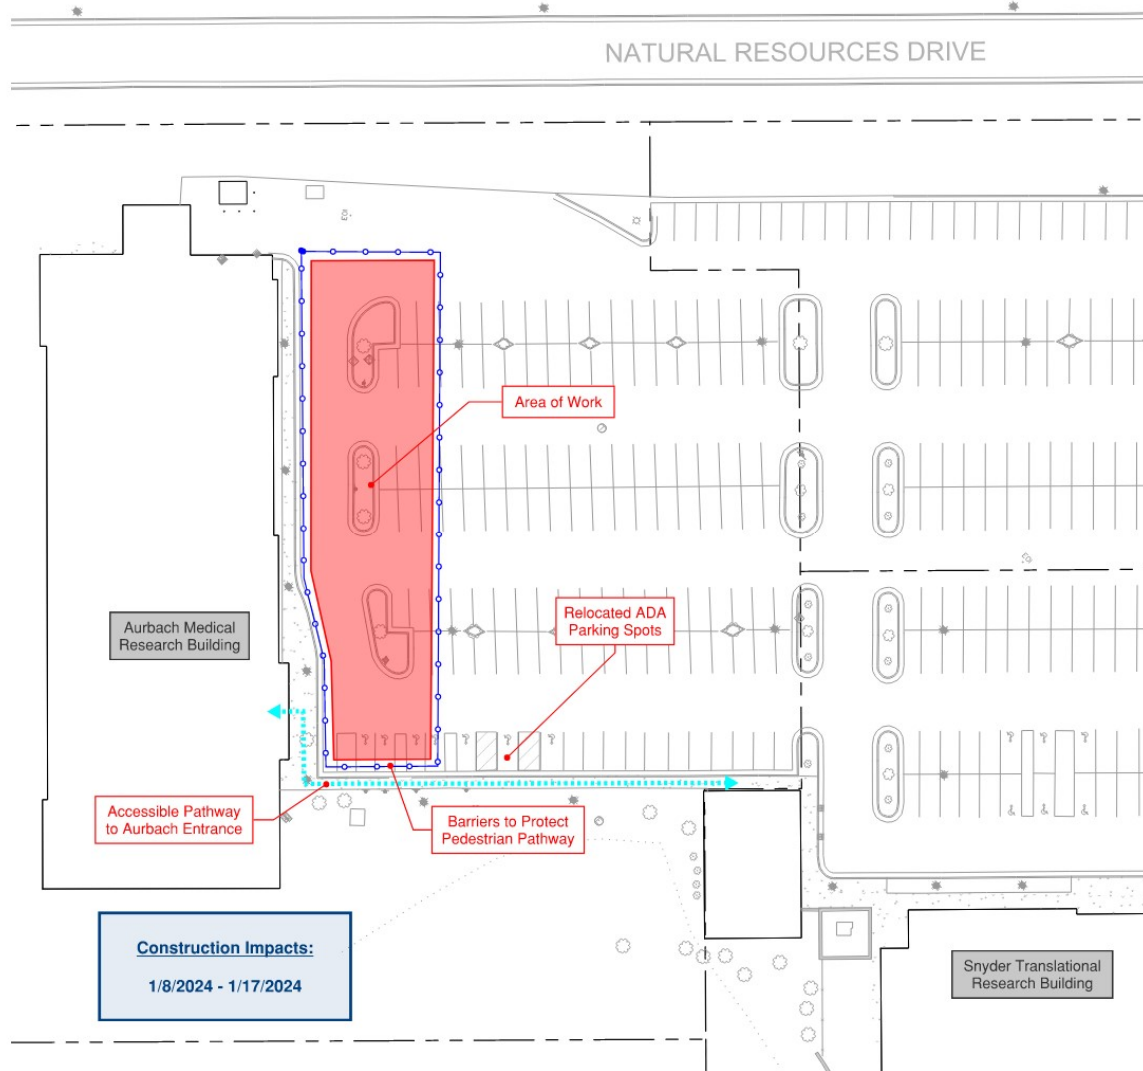 NATURAL RESOURCES DRIVE
Area of Work
Relocated ADA
Parking Spots
Aurbach Medical
Research Building
Accessible Pathway
to Aurbach Entrance
Barriers to Protect
Pedestrian Pathway
Construction Impacts:
1/8/2024 - 1/17/2024
Snyder Translational
Research Building